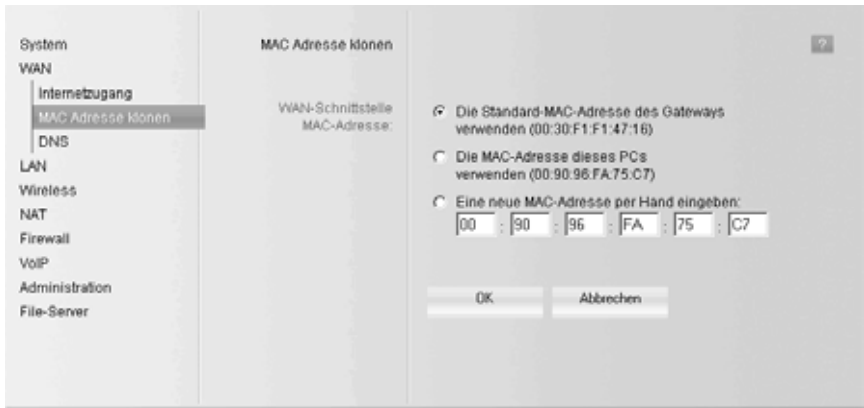 System
WAN
Internetzugang
MAC Adresse klonen
DNS
LAN
Wireless
NAT
Firewall
VoIP
Administration
File-Server
MAC Adresse klonen
?
WAN-Schnittstelle
MAC-Adresse:
Die Standard-MAC-Adresse des Gateways
verwenden (00:30:F1:F1:47:16)
Die MAC-Adresse dieses PCs
verwenden (00:90:96:FA:75:C7)
Eine neue MAC-Adresse per Hand eingeben:
00 : 90 : 96 : FA : 75 : C7
OK Abbrechen